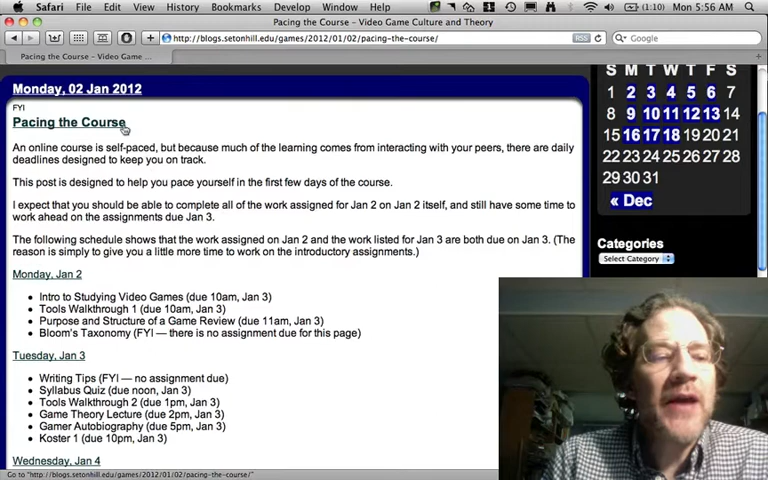 Safari File Edit View History Bookmarks Develop Window Help (1:10) Mon 5:56 AM
Pacing the Course – Video Game Culture and Theory
http://blogs.setonhill.edu/games/2012/01/02/pacing-the-course/ RSS Google
Pacing the Course – Video Game ...
Monday, 02 Jan 2012
FYI
Pacing the Course
An online course is self-paced, but because much of the learning comes from interacting with your peers, there are daily
deadlines designed to keep you on track.
This post is designed to help you pace yourself in the first few days of the course.
I expect that you should be able to complete all of the work assigned for Jan 2 on Jan 2 itself, and still have some time to
work ahead on the assignments due Jan 3.
The following schedule shows that the work assigned on Jan 2 and the work listed for Jan 3 are both due on Jan 3. (The
reason is simply to give you a little more time to work on the introductory assignments.)
Monday, Jan 2
• Intro to Studying Video Games (due 10am, Jan 3)
• Tools Walkthrough 1 (due 10am, Jan 3)
• Purpose and Structure of a Game Review (due 11am, Jan 3)
• Bloom's Taxonomy (FYI — there is no assignment due for this page)
Tuesday, Jan 3
• Writing Tips (FYI — no assignment due)
• Syllabus Quiz (due noon, Jan 3)
• Tools Walkthrough 2 (due 1pm, Jan 3)
• Game Theory Lecture (due 2pm, Jan 3)
• Gamer Autobiography (due 5pm, Jan 3)
• Koster 1 (due 10pm, Jan 3)
Wednesday, Jan 4
Go to "http://blogs.setonhill.edu/games/2012/01/02/pacing-the-course/"
S M T W T F S
1 2 3 4 5 6 7
8 9 10 11 12 13 14
15 16 17 18 19 20 21
22 23 24 25 26 27 28
29 30 31
« Dec
Categories
Select Category